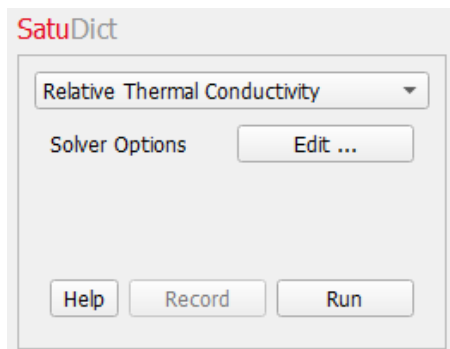 SatuDict
Relative Thermal Conductivity
Solver Options Edit ...
Help Record Run